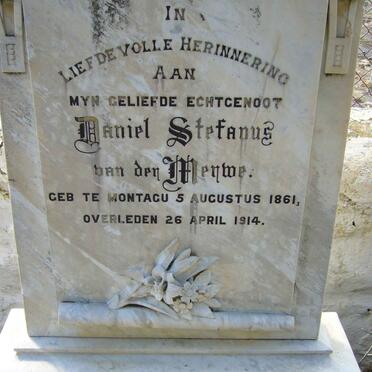 IN
LIEFDEVOLLE HERINNERING
AAN
MYN GELIEFDE ECHTGENOOT
Daniel Stefanus
van der Merwe.
GEB TE MONTAGU 5 AUGUSTUS 1861,
OVERLEDEN 26 APRIL 1914.